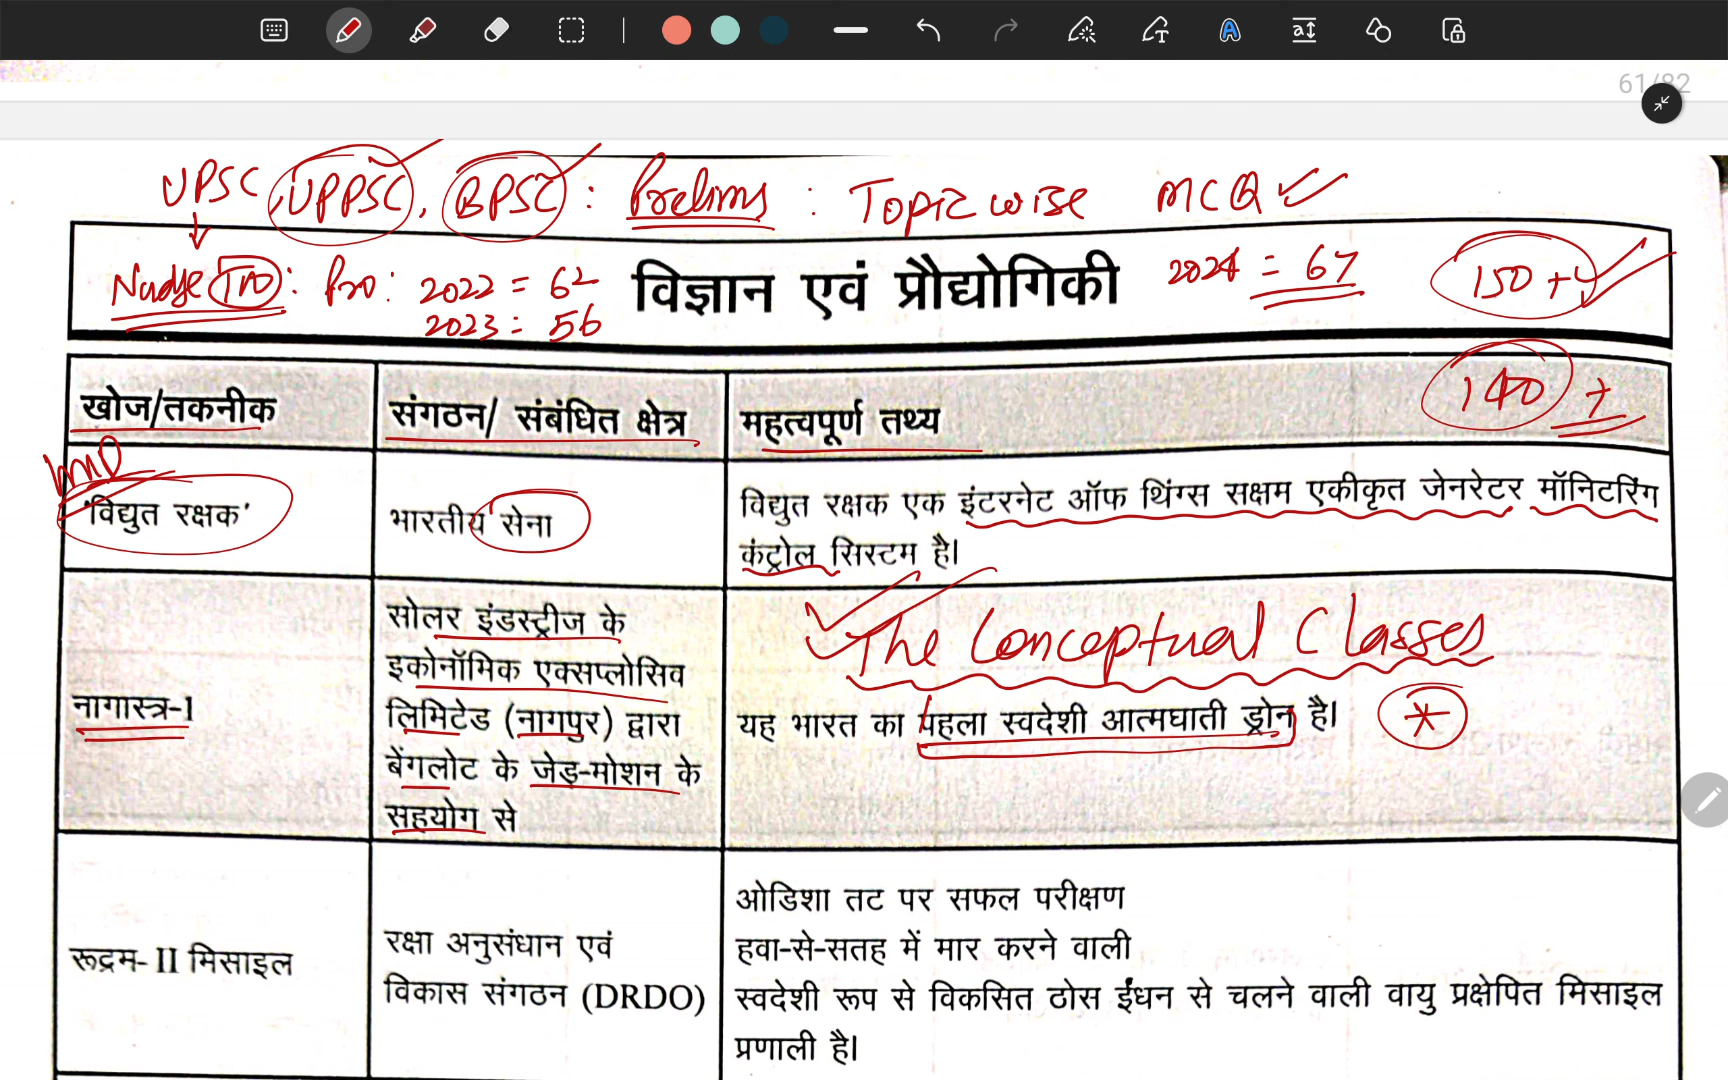 61/82
UPSC, UPPSC, BPSC : Prelims : Topic wise MCQ
Nudge : Pro : 2022 = 62
2023 = 56
विज्ञान एवं प्रौद्योगिकी
2024 = 67
150 +
140 +
खोज/तकनीक
संगठन/ संबंधित क्षेत्र
महत्वपूर्ण तथ्य
Imp
'विद्युत रक्षक'
भारतीय सेना
विद्युत रक्षक एक इंटरनेट ऑफ थिंग्स सक्षम एकीकृत जेनरेटर मॉनिटरिंग
कंट्रोल सिस्टम है।
नागास्त्र-1
सोलर इंडस्ट्रीज के
इकोनॉमिक एक्सप्लोसिव
लिमिटेड (नागपुर) द्वारा
बेंगलोट के जेड-मोशन के
सहयोग से
The Conceptual Classes
यह भारत का पहला स्वदेशी आत्मघाती ड्रोन है।
रूद्रम- II मिसाइल
रक्षा अनुसंधान एवं
विकास संगठन (DRDO)
ओडिशा तट पर सफल परीक्षण
हवा-से-सतह में मार करने वाली
स्वदेशी रूप से विकसित ठोस ईंधन से चलने वाली वायु प्रक्षेपित मिसाइल
प्रणाली है।